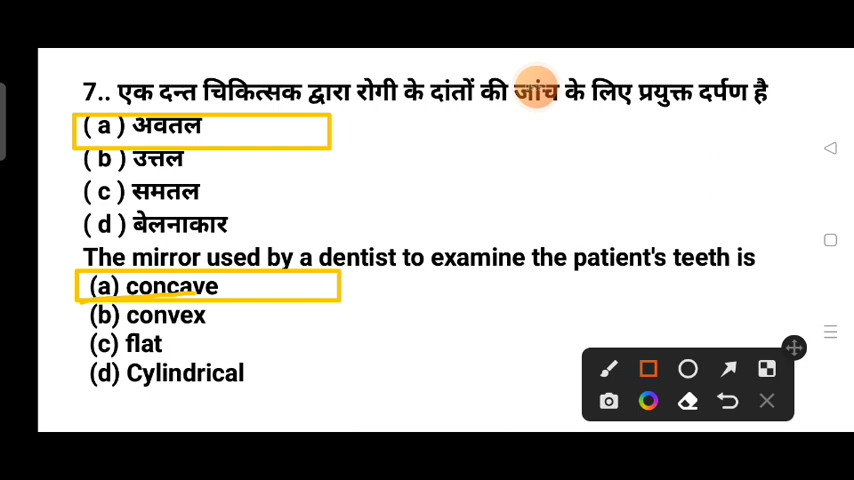 7.. एक दन्त चिकित्सक द्वारा रोगी के दांतों की जांच के लिए प्रयुक्त दर्पण है
( a ) अवतल
( b ) उत्तल
( c ) समतल
( d ) बेलनाकार
The mirror used by a dentist to examine the patient's teeth is
(a) concave
(b) convex
(c) flat
(d) Cylindrical